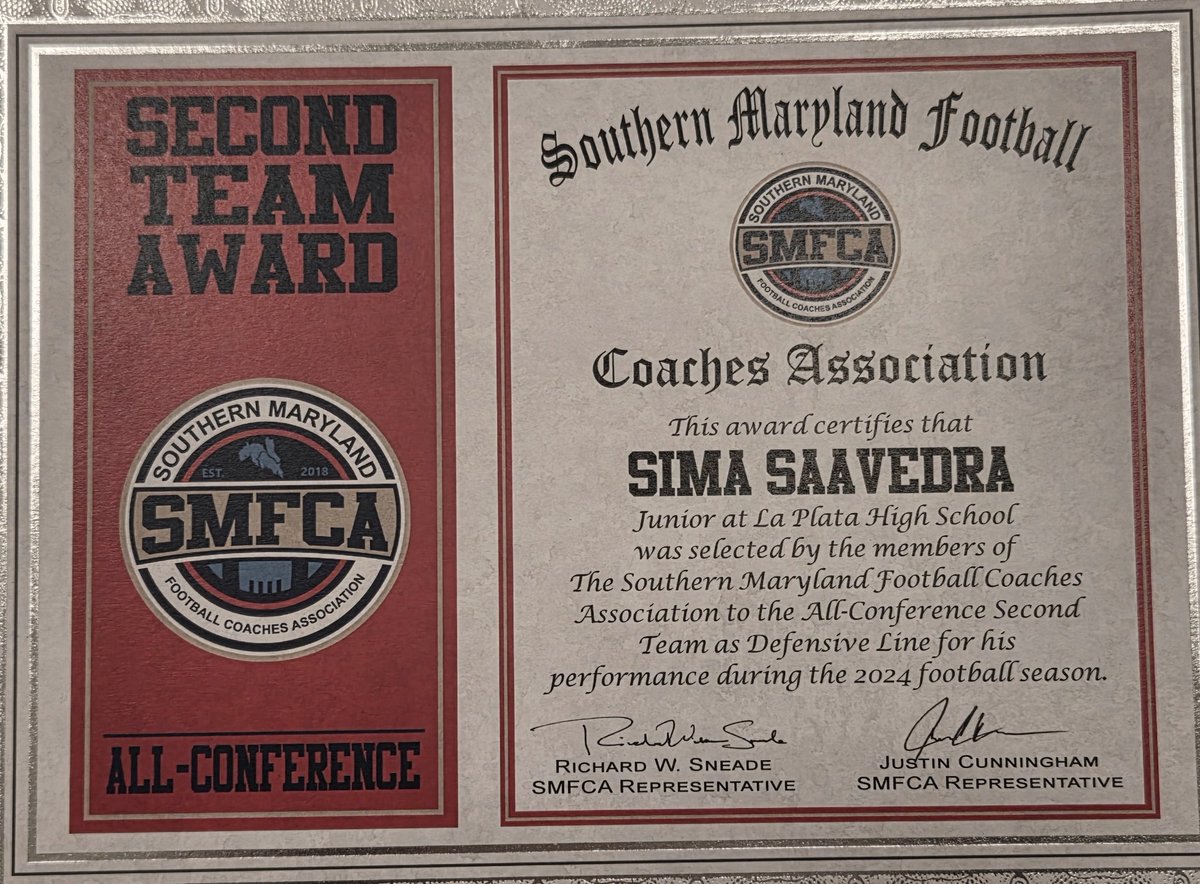 SECOND
TEAM
AWARD
SOUTHERN MARYLAND
EST. 2018
SMFCA
FOOTBALL COACHES ASSOCIATION
ALL-CONFERENCE
Southern Maryland Football
SOUTHERN MARYLAND
SMFCA
FOOTBALL COACHES ASSOCIATION
Coaches Association
This award certifies that
SIMA SAAVEDRA
Junior at La Plata High School
was selected by the members of
The Southern Maryland Football Coaches
Association to the All-Conference Second
Team as Defensive Line for his
performance during the 2024 football season.
RICHARD W. SNEADE
SMFCA REPRESENTATIVE
JUSTIN CUNNINGHAM
SMFCA REPRESENTATIVE